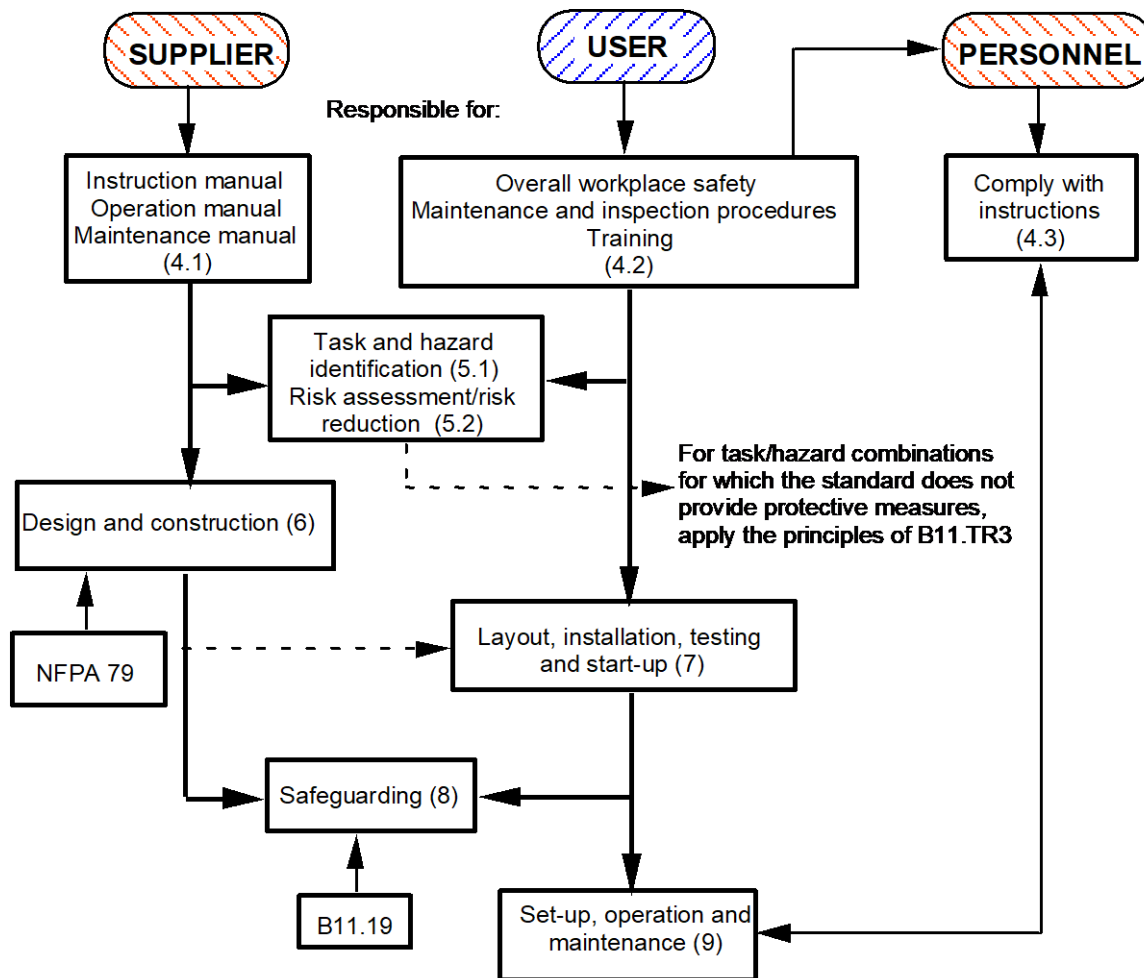 SUPPLIER
USER
PERSONNEL
Responsible for:
Instruction manual
Operation manual
Maintenance manual
(4.1)
Overall workplace safety
Maintenance and inspection procedures
Training
(4.2)
Comply with
instructions
(4.3)
Task and hazard
identification (5.1)
Risk assessment/risk
reduction (5.2)
For task/hazard combinations
for which the standard does not
provide protective measures,
apply the principles of B11.TR3
Design and construction (6)
NFPA 79
Layout, installation, testing
and start-up (7)
Safeguarding (8)
B11.19
Set-up, operation and
maintenance (9)